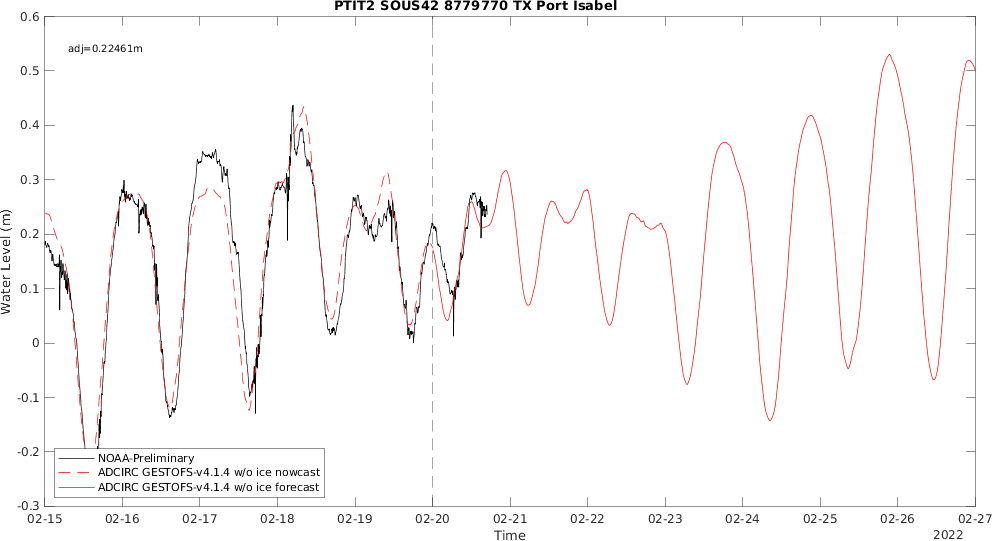 PTIT2 SOUS42 8779770 TX Port Isabel
adj=0.22461m
0.6
0.5
0.4
0.3
0.2
0.1
0
-0.1
-0.2
-0.3
Water Level (m)
NOAA-Preliminary
ADCIRC GESTOFS-v4.1.4 w/o ice nowcast
ADCIRC GESTOFS-v4.1.4 w/o ice forecast
02-15 02-16 02-17 02-18 02-19 02-20 02-21 02-22 02-23 02-24 02-25 02-26 02-27
Time
2022